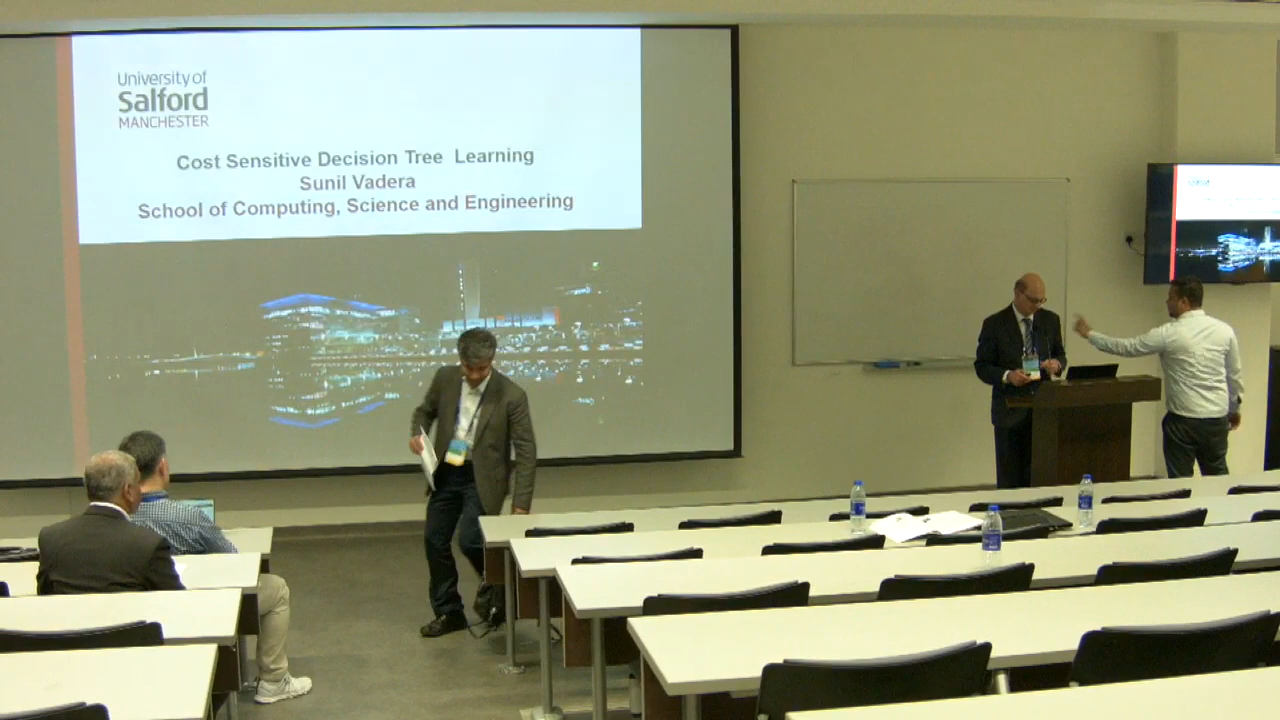 University of
Salford
MANCHESTER
Cost Sensitive Decision Tree Learning
Sunil Vadera
School of Computing, Science and Engineering